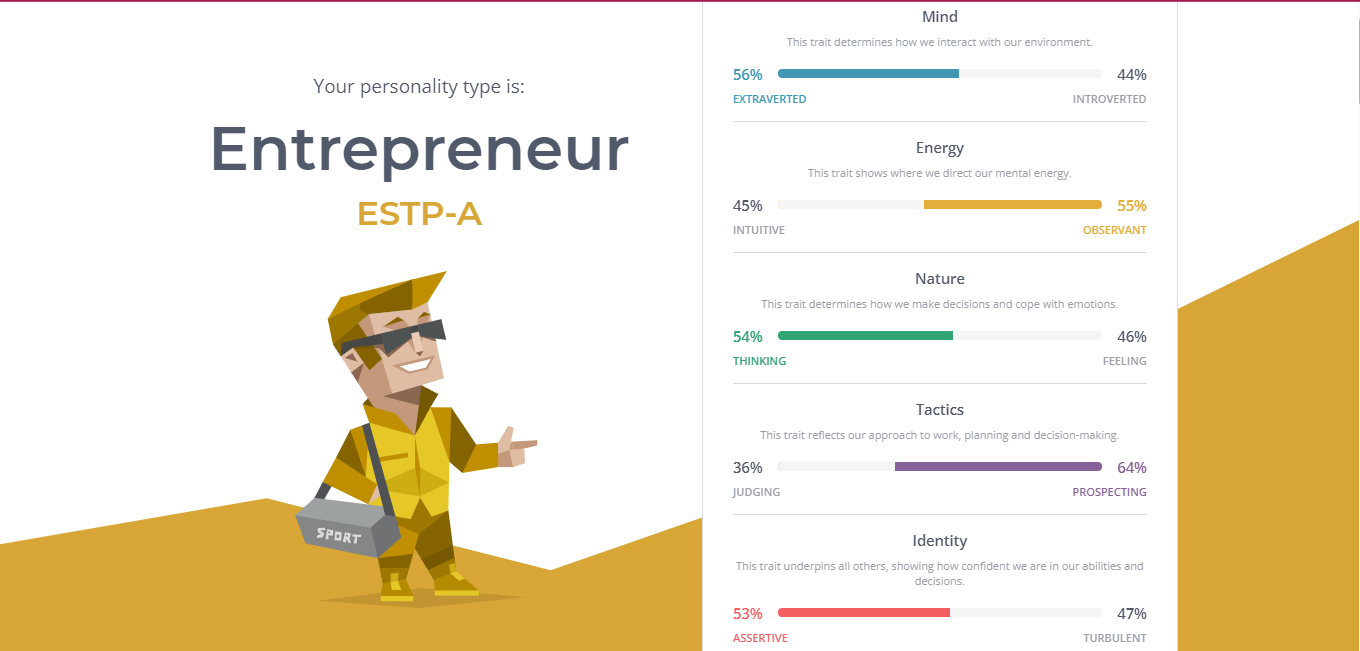 Your personality type is:
Entrepreneur
ESTP-A
SPORT
Mind
This trait determines how we interact with our environment.
56% 44%
EXTRAVERTED INTROVERTED
Energy
This trait shows where we direct our mental energy.
45% 55%
INTUITIVE OBSERVANT
Nature
This trait determines how we make decisions and cope with emotions.
54% 46%
THINKING FEELING
Tactics
This trait reflects our approach to work, planning and decision-making.
36% 64%
JUDGING PROSPECTING
Identity
This trait underpins all others, showing how confident we are in our abilities and
decisions.
53% 47%
ASSERTIVE TURBULENT